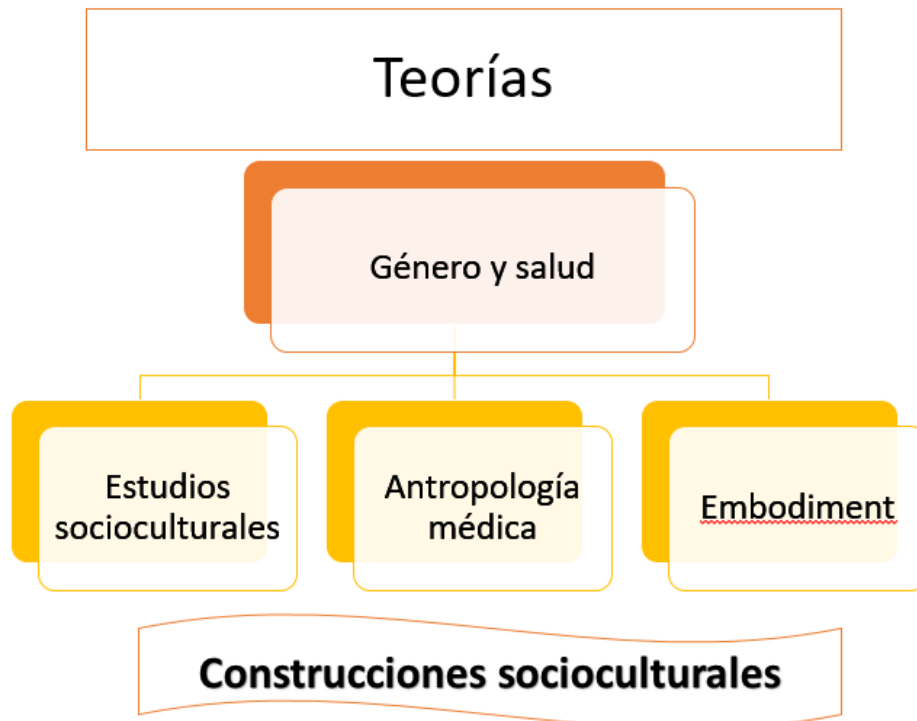 Teorías
Género y salud
Estudios
socioculturales
Antropología
médica
Embodiment
Construcciones socioculturales